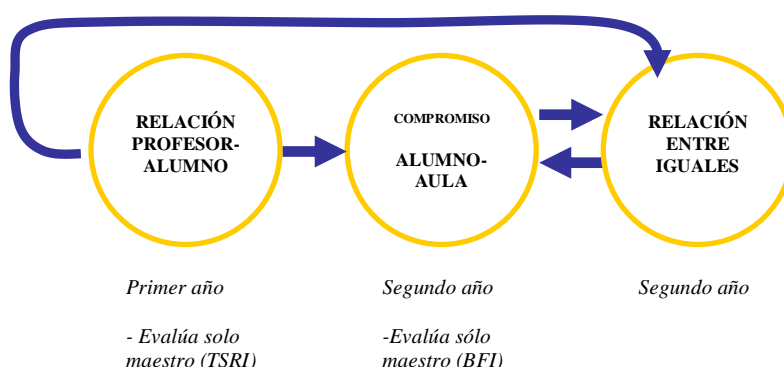 RELACIÓN
PROFESOR-
ALUMNO
COMPROMISO
ALUMNO-
AULA
RELACIÓN
ENTRE
IGUALES
Primer año
- Evalúa solo
maestro (TSRI)
Segundo año
-Evalúa sólo
maestro (BFI)
Segundo año